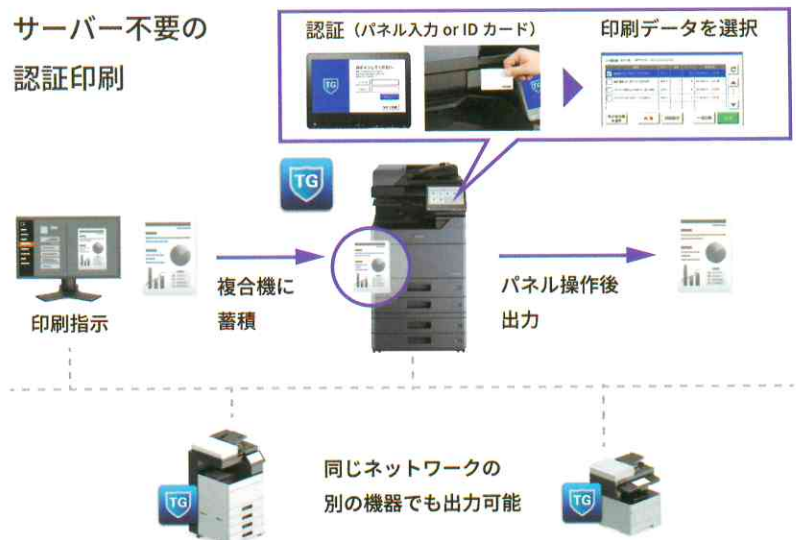 サーバー不要の
認証印刷
認証（パネル入力 or ID カード）
印刷データを選択
TG
TG
印刷指示
複合機に
蓄積
パネル操作後
出力
同じネットワークの
別の機器でも出力可能
TG
TG